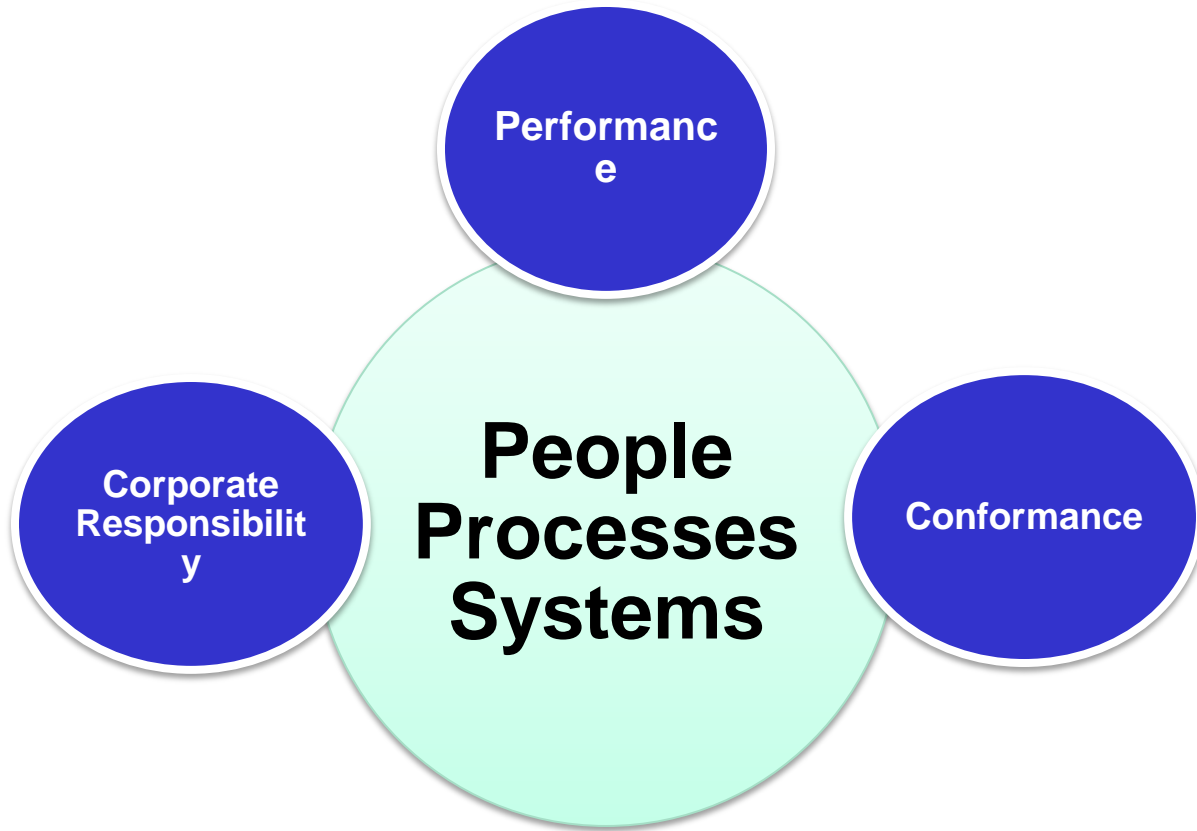 Performanc
e
Corporate
Responsibilit
y
People
Processes
Systems
Conformance